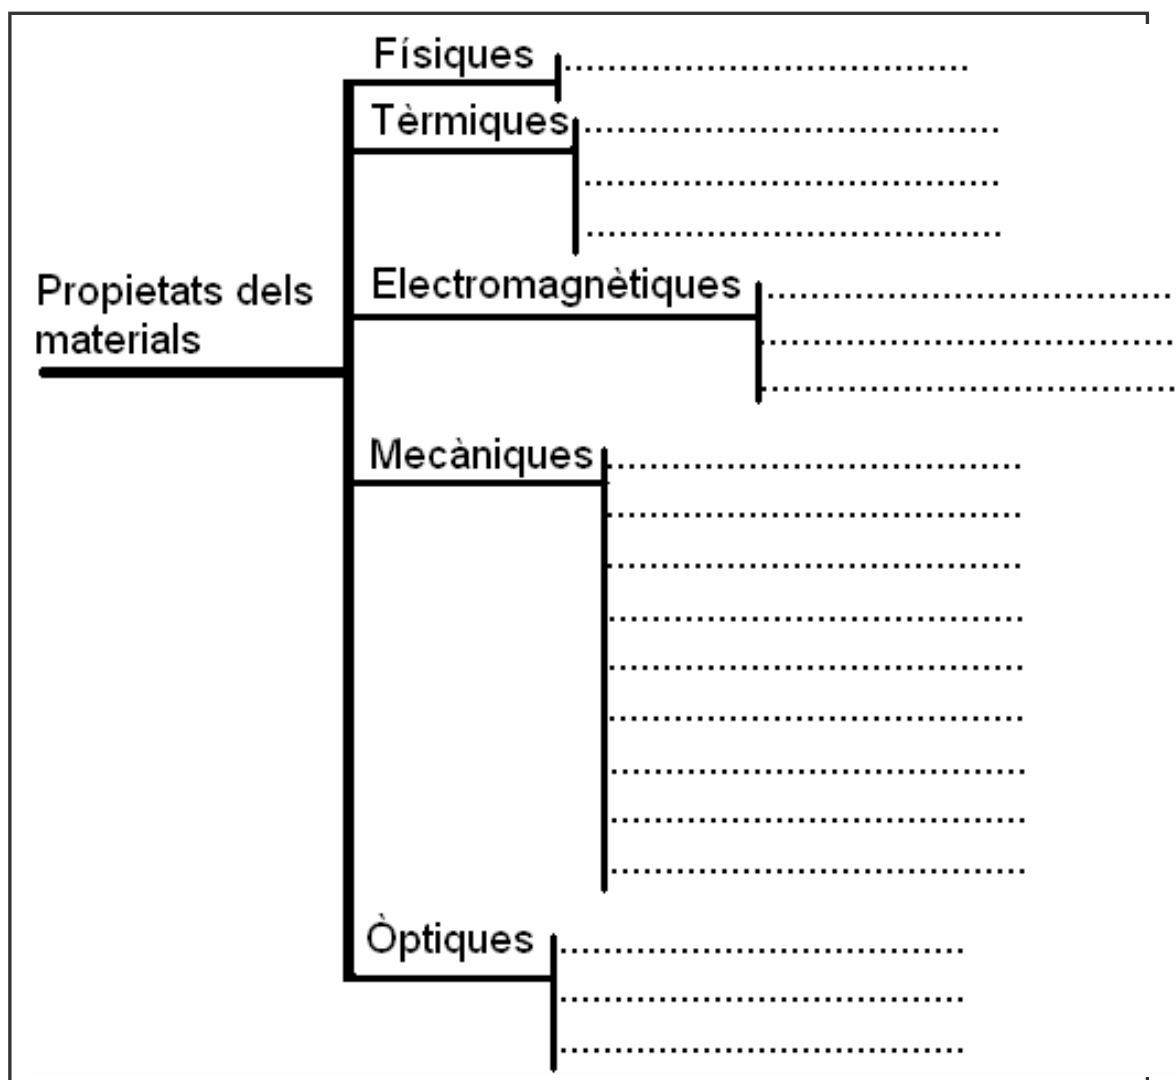 Físiques
Tèrmiques
Electromagnètiques
Propietats dels
materials
Mecàniques
Òptiques